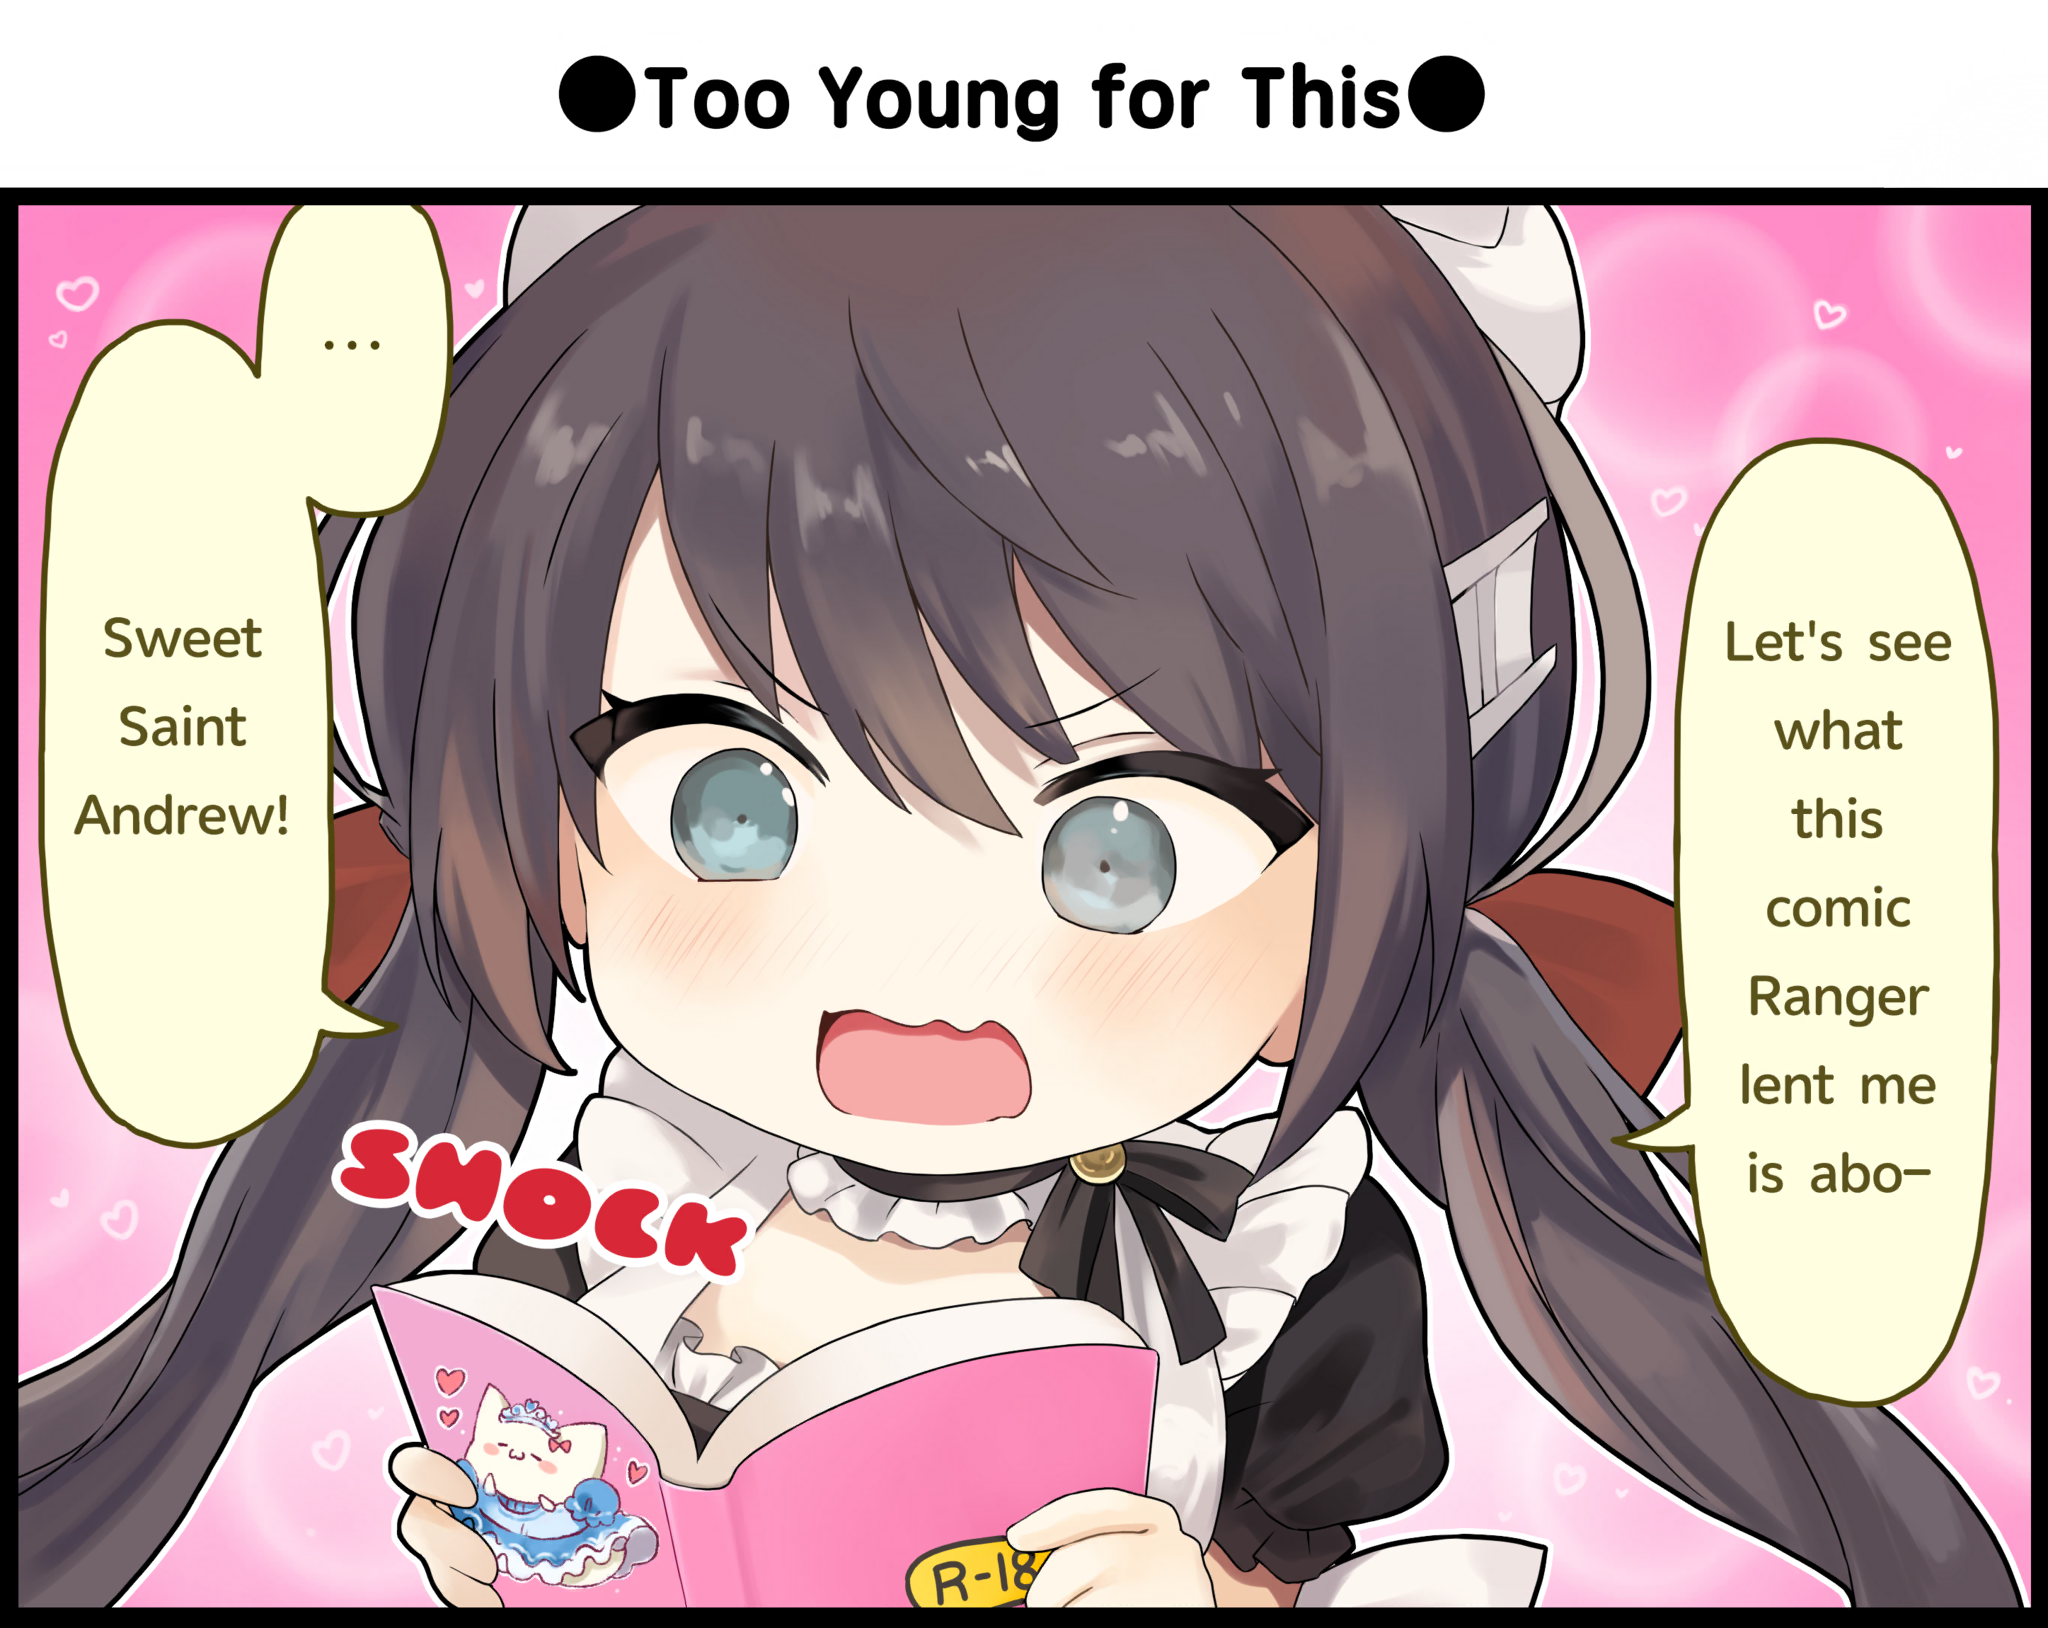 ●Too Young for This●
Let's see
what
this
comic
Ranger
lent me
is abo–
...
Sweet
Saint
Andrew!
SHOCK
R-18